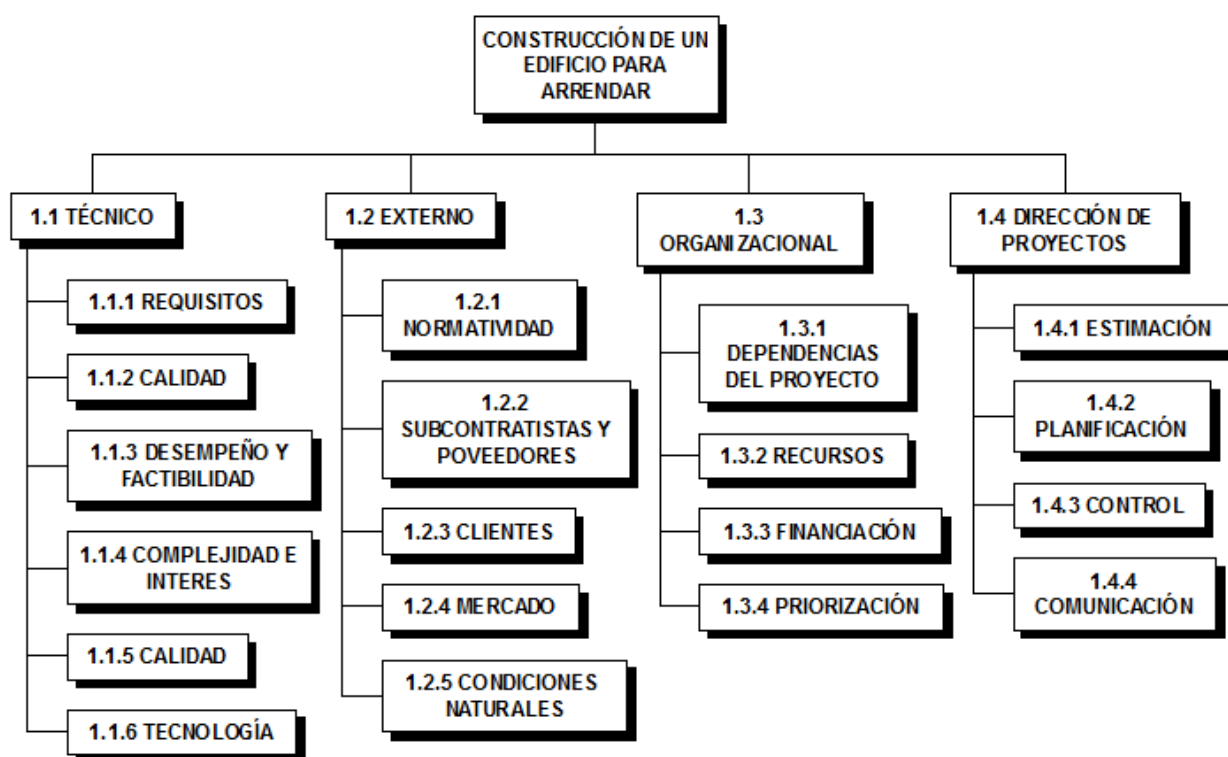 CONSTRUCCIÓN DE UN
EDIFICIO PARA
ARRENDAR
1.1 TÉCNICO
1.1.1 REQUISITOS
1.1.2 CALIDAD
1.1.3 DESEMPEÑO Y
FACTIBILIDAD
1.1.4 COMPLEJIDAD E
INTERES
1.1.5 CALIDAD
1.1.6 TECNOLOGÍA
1.2 EXTERNO
1.2.1
NORMATIVIDAD
1.2.2
SUBCONTRATISTAS Y
POVEEDORES
1.2.3 CLIENTES
1.2.4 MERCADO
1.2.5 CONDICIONES
NATURALES
1.3
ORGANIZACIONAL
1.3.1
DEPENDENCIAS
DEL PROYECTO
1.3.2 RECURSOS
1.3.3 FINANCIACIÓN
1.3.4 PRIORIZACIÓN
1.4 DIRECCIÓN DE
PROYECTOS
1.4.1 ESTIMACIÓN
1.4.2
PLANIFICACIÓN
1.4.3 CONTROL
1.4.4
COMUNICACIÓN